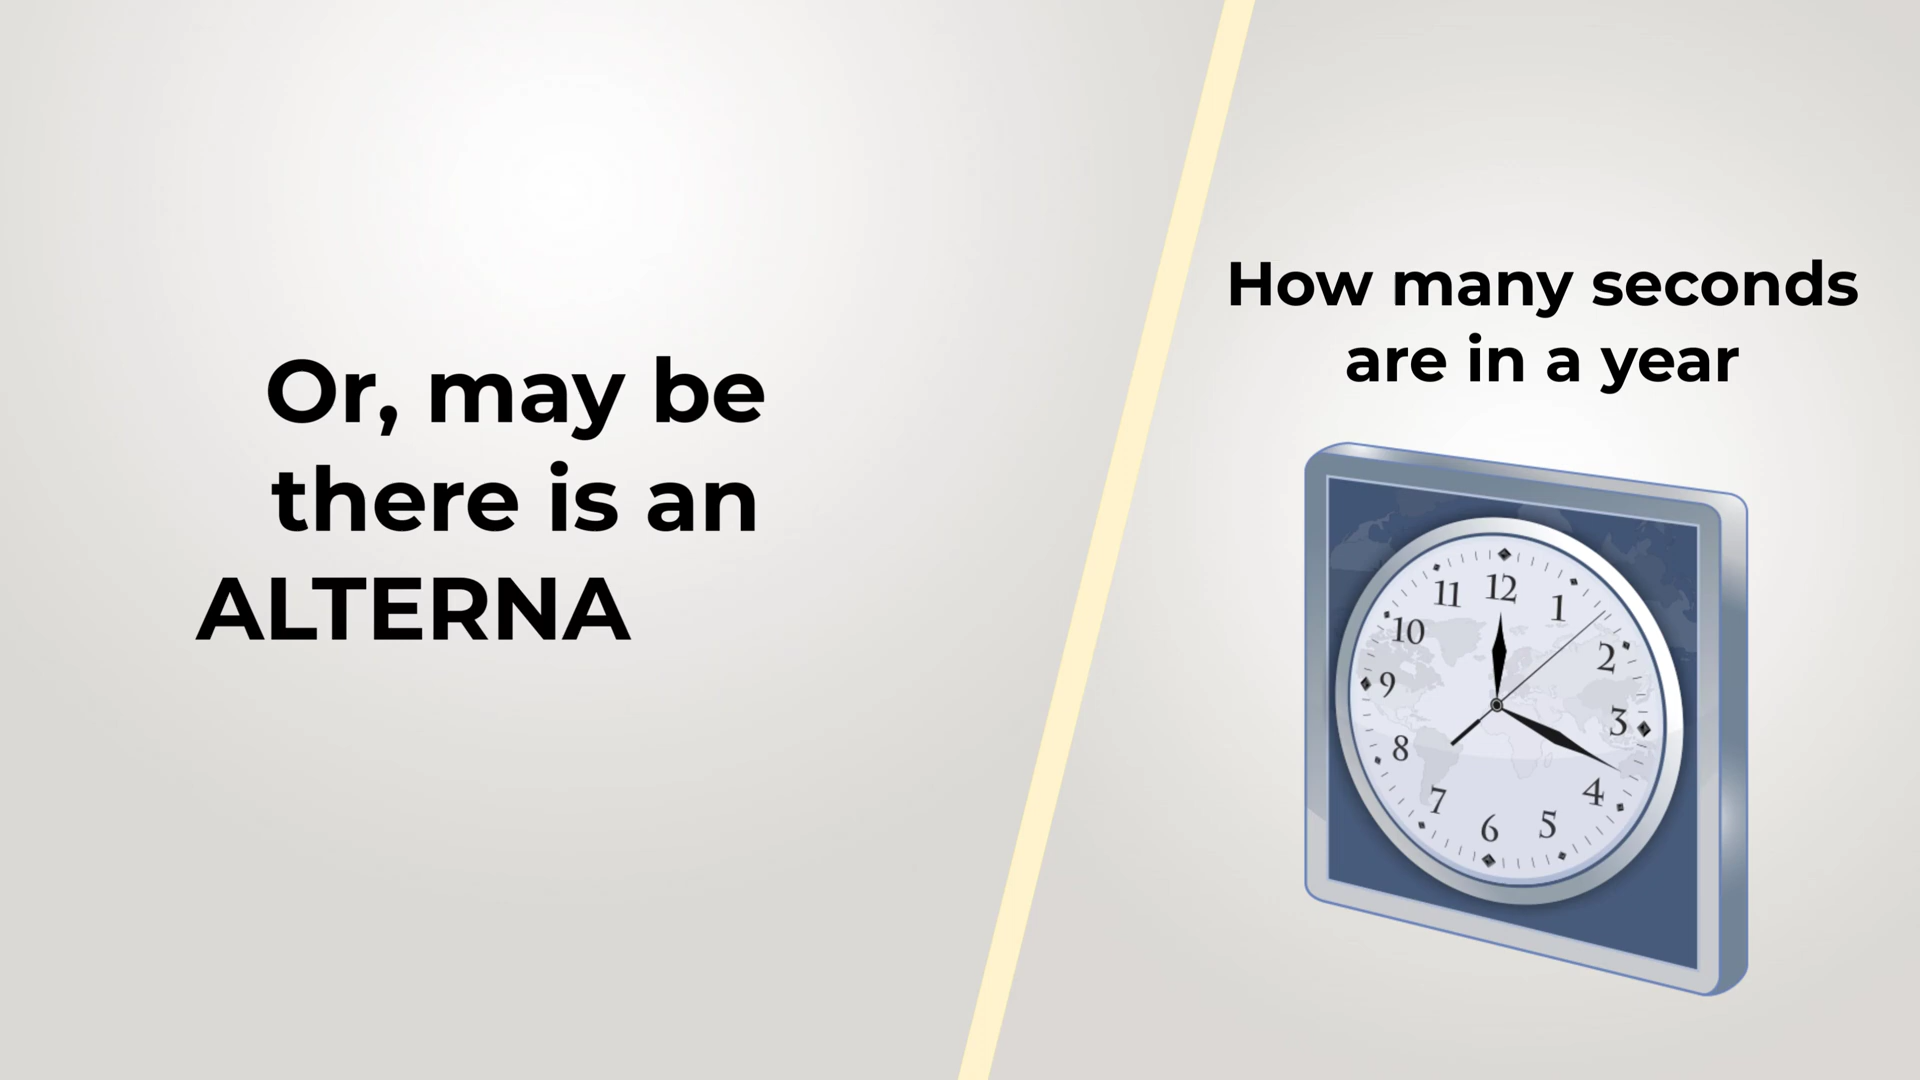 Or, may be
there is an
ALTERNA
How many seconds
are in a year
12
1
2
3
4
5
6
7
8
9
10
11